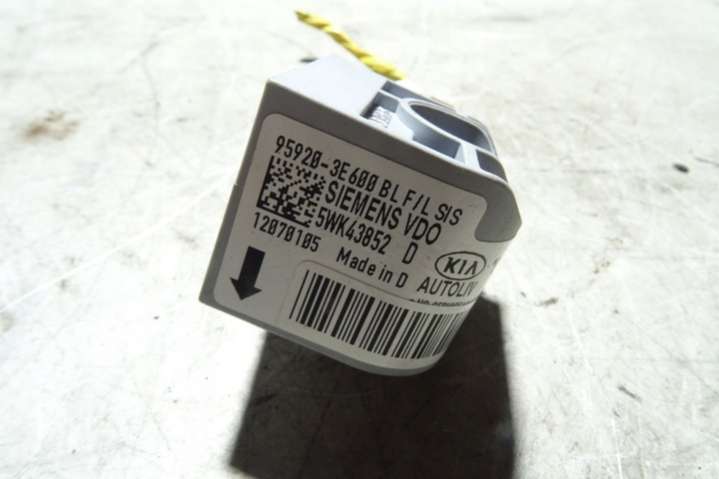 95920-3E600 BL F/L SIS
SIEMENS VDO
5WK43852 D
12070105
Made in D
KIA
AUTOLIV